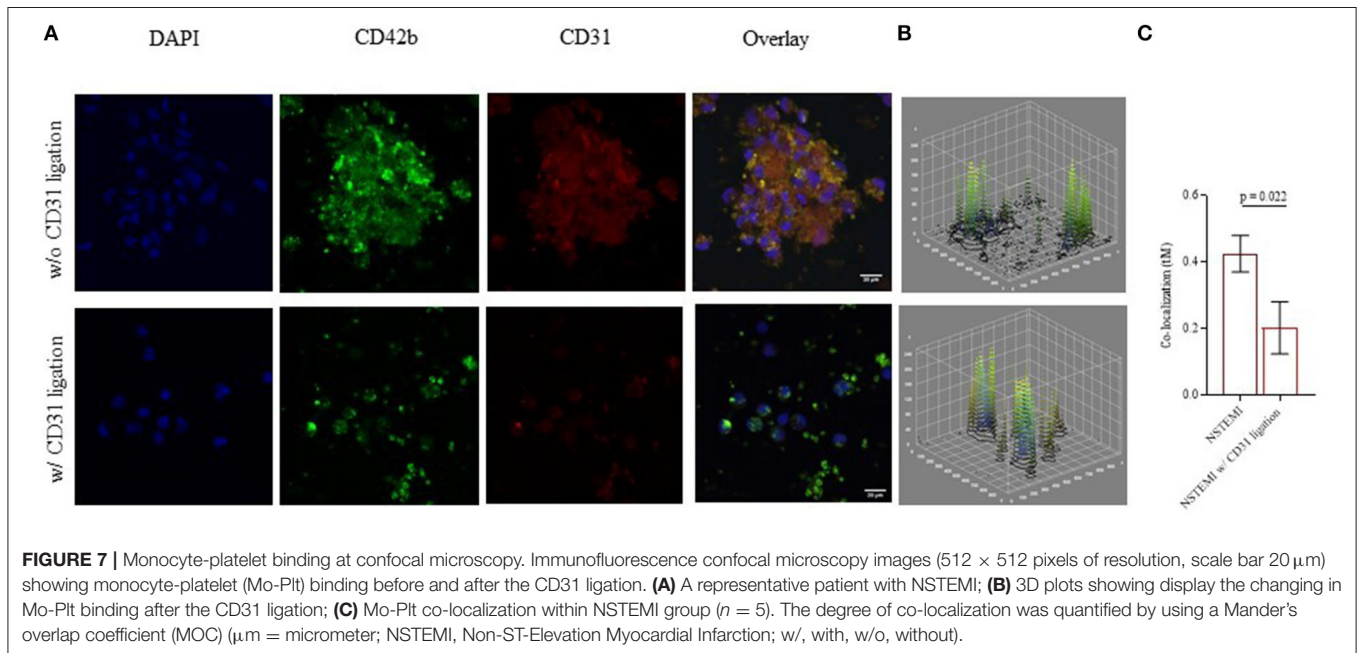 A
DAPI
CD42b
CD31
Overlay
B
C
w/o CD31 ligation
20 μm
w/ CD31 ligation
20 μm
0.6
p = 0.022
0.4
Co-localization (tM)
0.2
0.0
NSTEMI
NSTEMI w/ CD31 ligation
FIGURE 7 | Monocyte-platelet binding at confocal microscopy. Immunofluorescence confocal microscopy images (512 × 512 pixels of resolution, scale bar 20 μm)
showing monocyte-platelet (Mo-Plt) binding before and after the CD31 ligation. (A) A representative patient with NSTEMI; (B) 3D plots showing display the changing in
Mo-Plt binding after the CD31 ligation; (C) Mo-Plt co-localization within NSTEMI group (n = 5). The degree of co-localization was quantified by using a Mander's
overlap coefficient (MOC) (μm = micrometer; NSTEMI, Non-ST-Elevation Myocardial Infarction; w/, with, w/o, without).